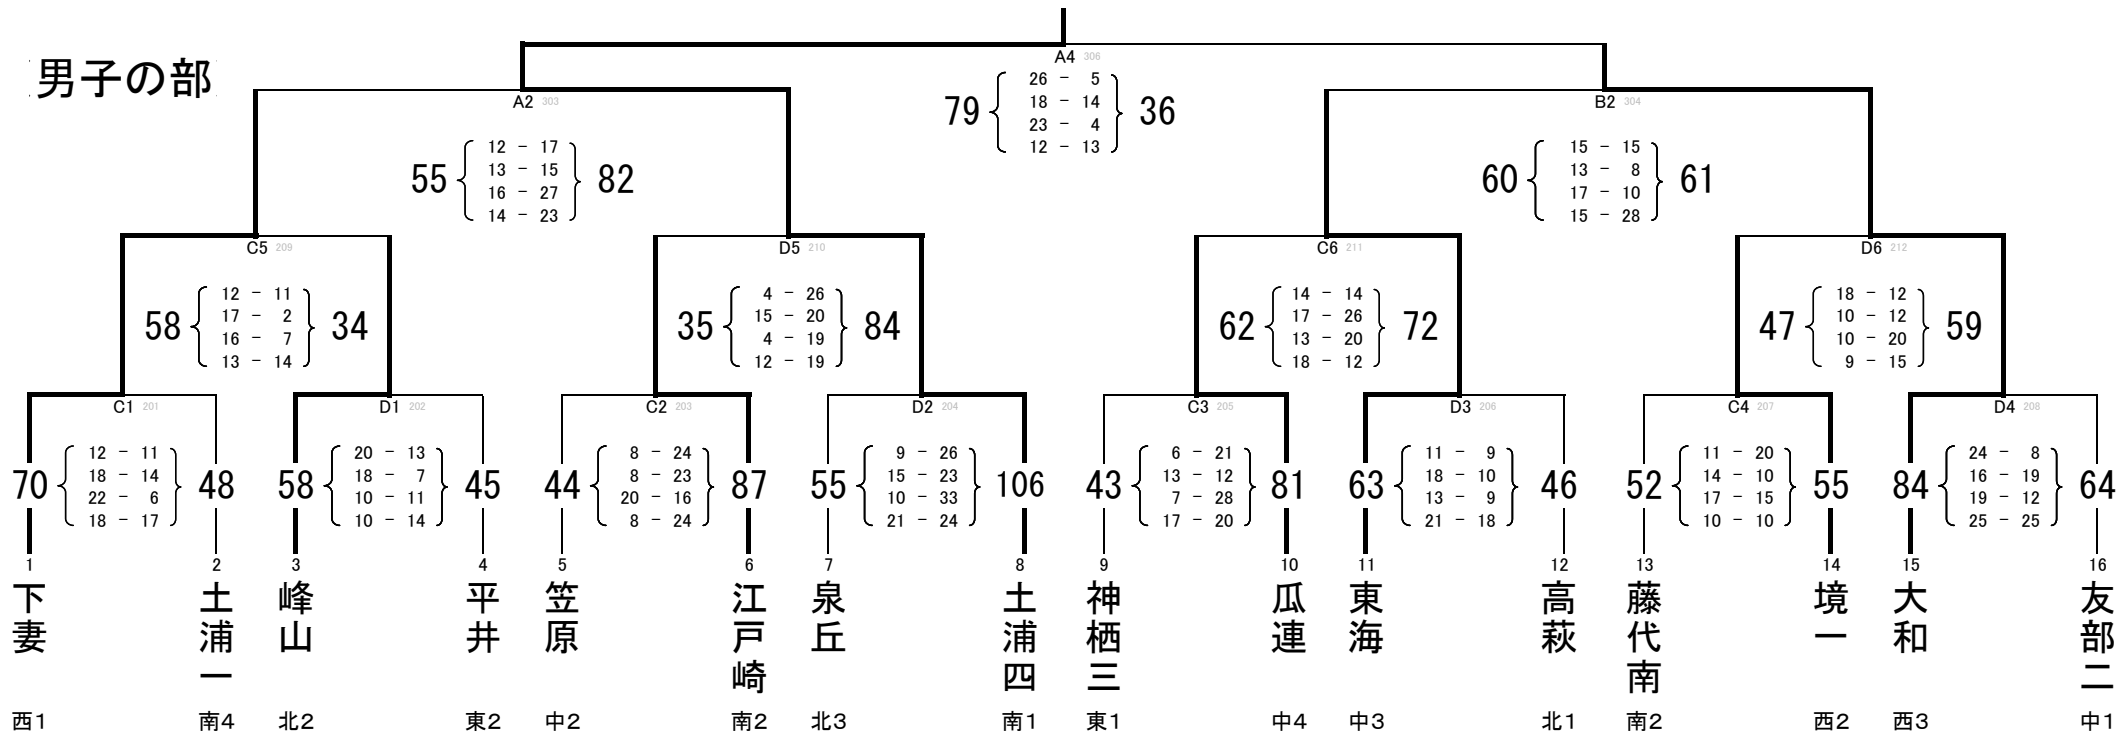 男子の部
A4 306
79 36
26 - 5
18 - 14
23 - 4
12 - 13
A2 303
55 82
12 - 17
13 - 15
16 - 27
14 - 23
B2 304
60 61
15 - 15
13 - 8
17 - 10
15 - 28
C5 209
58 34
12 - 11
17 - 2
16 - 7
13 - 14
D5 210
35 84
4 - 26
15 - 20
4 - 19
12 - 19
C6 211
62 72
14 - 14
17 - 26
13 - 20
18 - 12
D6 212
47 59
18 - 12
10 - 12
10 - 20
9 - 15
C1 201
70 48
12 - 11
18 - 14
22 - 6
18 - 17
D1 202
58 45
20 - 13
18 - 7
10 - 11
10 - 14
C2 203
44 87
8 - 24
8 - 23
20 - 16
8 - 24
D2 204
55 106
9 - 26
15 - 23
10 - 33
21 - 24
C3 205
43 81
6 - 21
13 - 12
7 - 28
17 - 20
D3 206
63 46
11 - 9
18 - 10
13 - 9
21 - 18
C4 207
52 55
11 - 20
14 - 10
17 - 15
10 - 10
D4 208
84 64
24 - 8
16 - 19
19 - 12
25 - 25
1 2 3 4 5 6 7 8 9 10 11 12 13 14 15 16
下妻
土浦一
峰山
平井
笠原
江戸崎
泉丘
土浦四
神栖三
瓜連
東海
高萩
藤代南
境一
大和
友部二
西1 南4 北2 東2 中2 南2 北3 南1 東1 中4 中3 北1 南2 西2 西3 中1